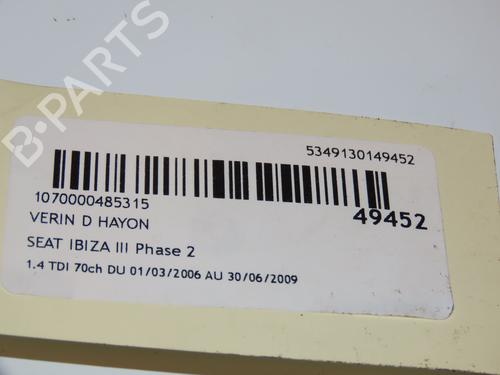 B-PARTS
5349130149452
1070000485315
49452
VERIN D HAYON
SEAT IBIZA III Phase 2
1.4 TDI 70ch DU 01/03/2006 AU 30/06/2009